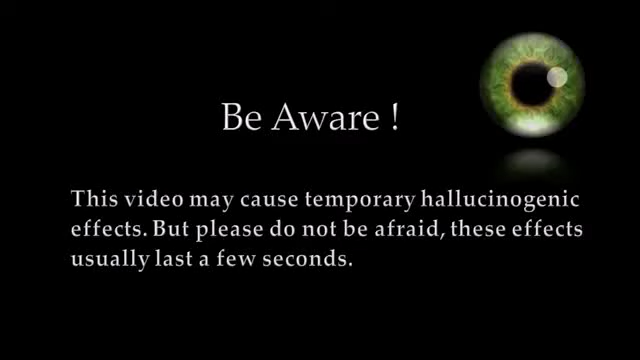 Be Aware !
This video may cause temporary hallucinogenic
effects. But please do not be afraid, these effects
usually last a few seconds.